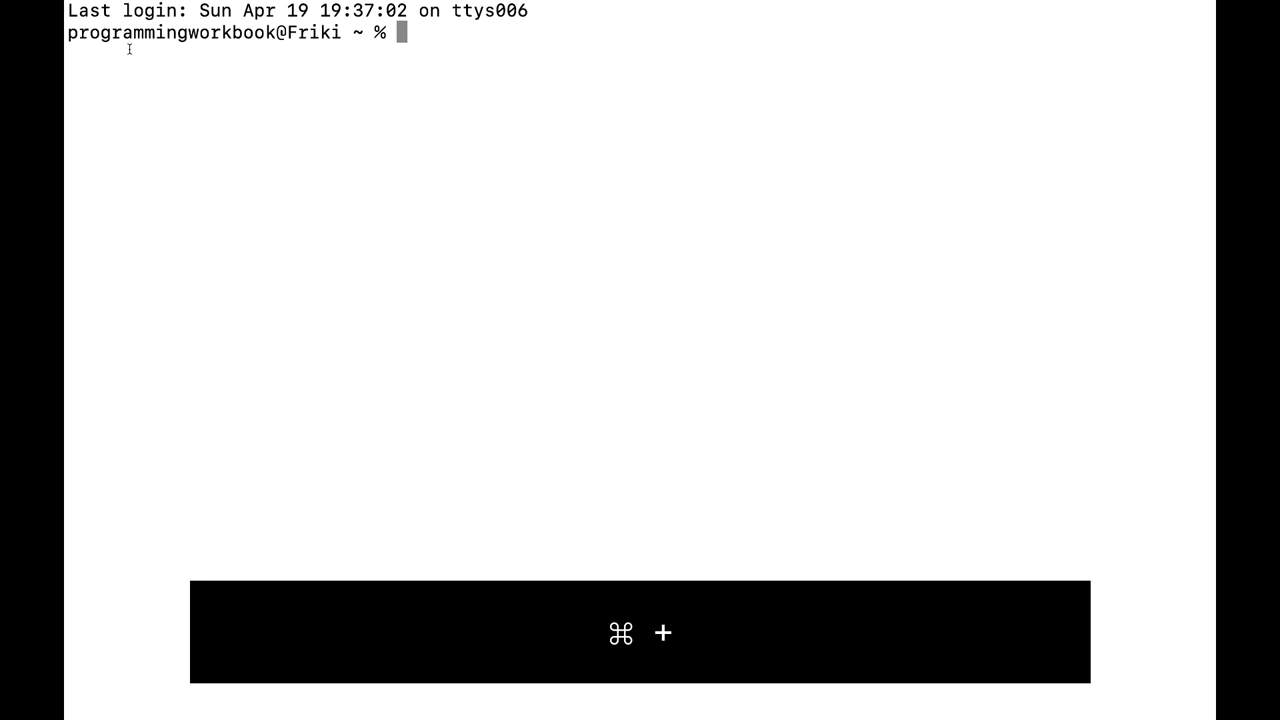 Last login: Sun Apr 19 19:37:02 on ttys006
programmingworkbook@Friki ~ %
⌘ +